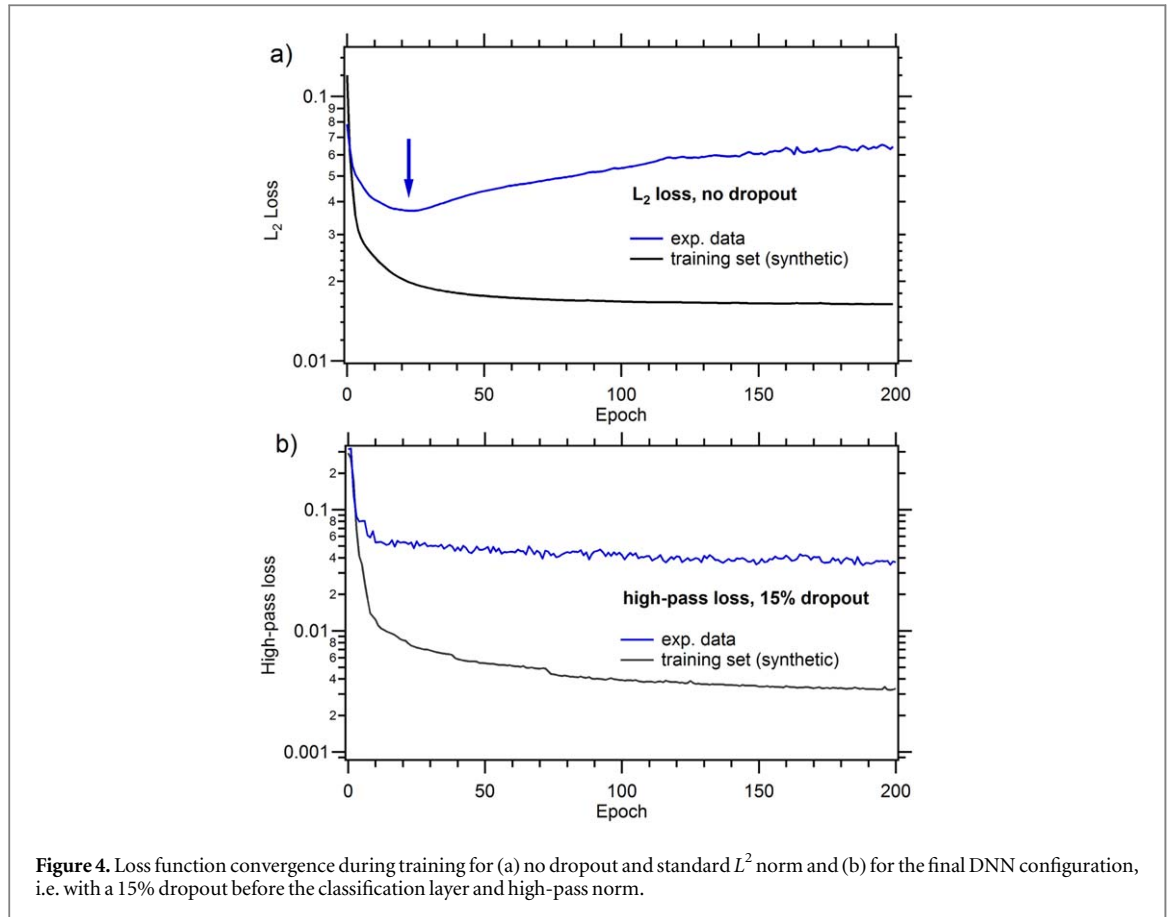 a)
0.1
9
8
7
6
5
4
3
2
0.01
L2 Loss
L2 loss, no dropout
exp. data
training set (synthetic)
0 50 100 150 200
Epoch
b)
2
0.1
8
6
4
2
0.01
8
6
4
2
0.001
High-pass loss
high-pass loss, 15% dropout
exp. data
training set (synthetic)
0 50 100 150 200
Epoch
Figure 4. Loss function convergence during training for (a) no dropout and standard L² norm and (b) for the final DNN configuration,
i.e. with a 15% dropout before the classification layer and high-pass norm.